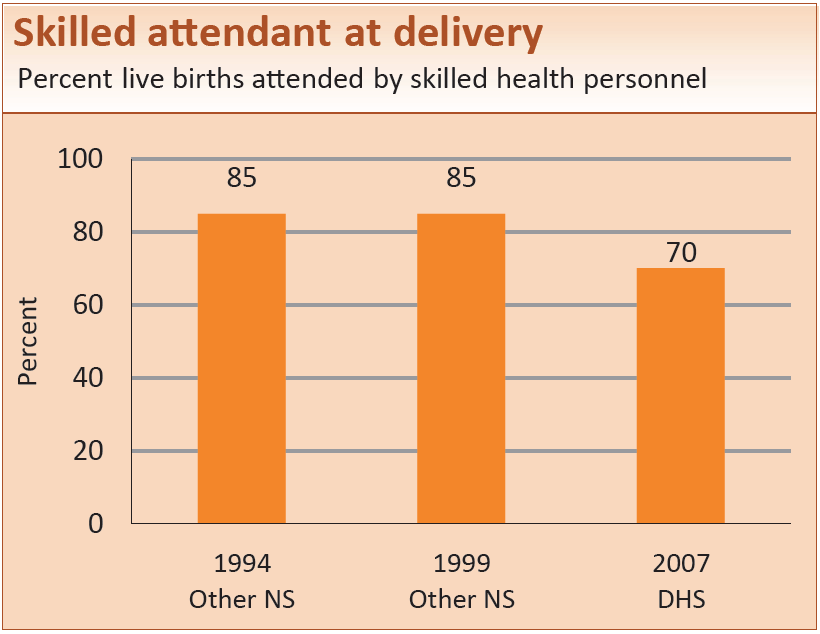 Skilled attendant at delivery
Percent live births attended by skilled health personnel
100
80
60
40
20
0
Percent
85
85
70
1994
Other NS
1999
Other NS
2007
DHS